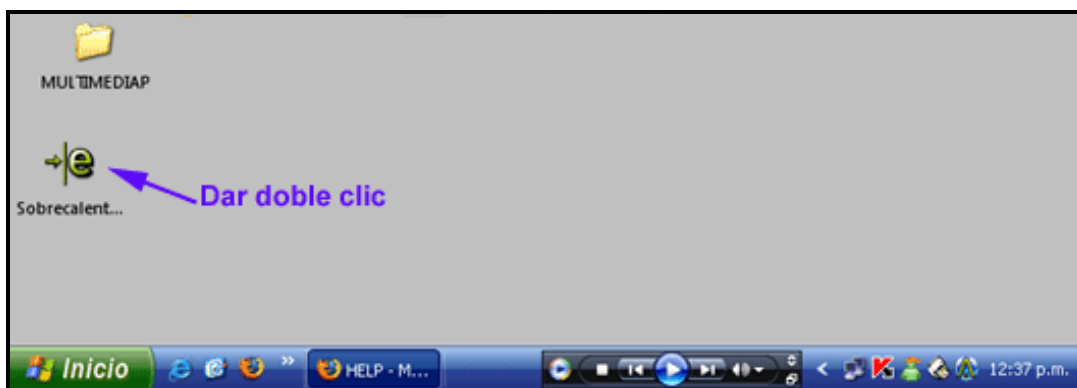 MULTIMEDIAP
Dar doble clic
Sobrecalent...
Inicio
HELP - M...
12:37 p.m.